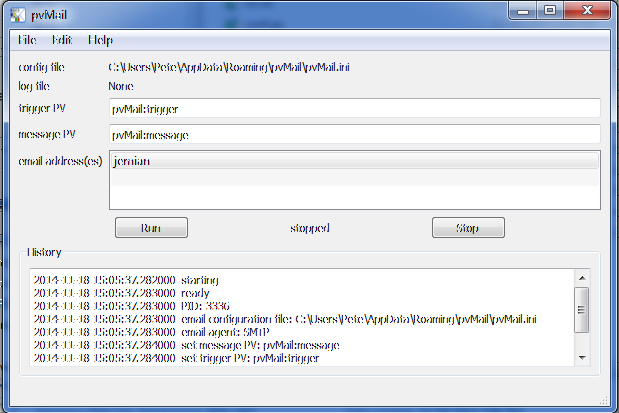 pvMail
File Edit Help
config file C:\Users\Pete\AppData\Roaming\pvMail\pvMail.ini
log file None
trigger PV pvMail:trigger
message PV pvMail:message
email address(es) jemian
Run stopped Stop
History
2014-11-18 15:05:37.282000 starting
2014-11-18 15:05:37.283000 ready
2014-11-18 15:05:37.283000 PID: 3336
2014-11-18 15:05:37.283000 email configuration file: C:\Users\Pete\AppData\Roaming\pvMail\pvMail.ini
2014-11-18 15:05:37.283000 email agent: SMTP
2014-11-18 15:05:37.284000 set message PV: pvMail:message
2014-11-18 15:05:37.284000 set trigger PV: pvMail:trigger